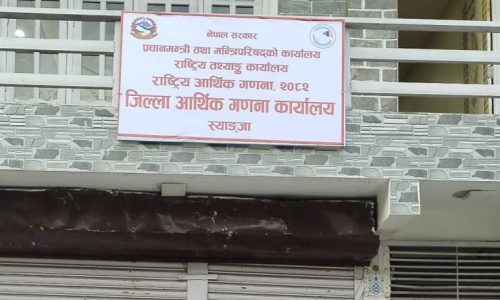 नेपाल सरकार
प्रधानमन्त्री तथा मन्त्रिपरिषद्को कार्यालय
राष्ट्रिय तथ्याङ्क कार्यालय
राष्ट्रिय आर्थिक गणना, २०८२
जिल्ला आर्थिक गणना कार्यालय
स्याङ्जा